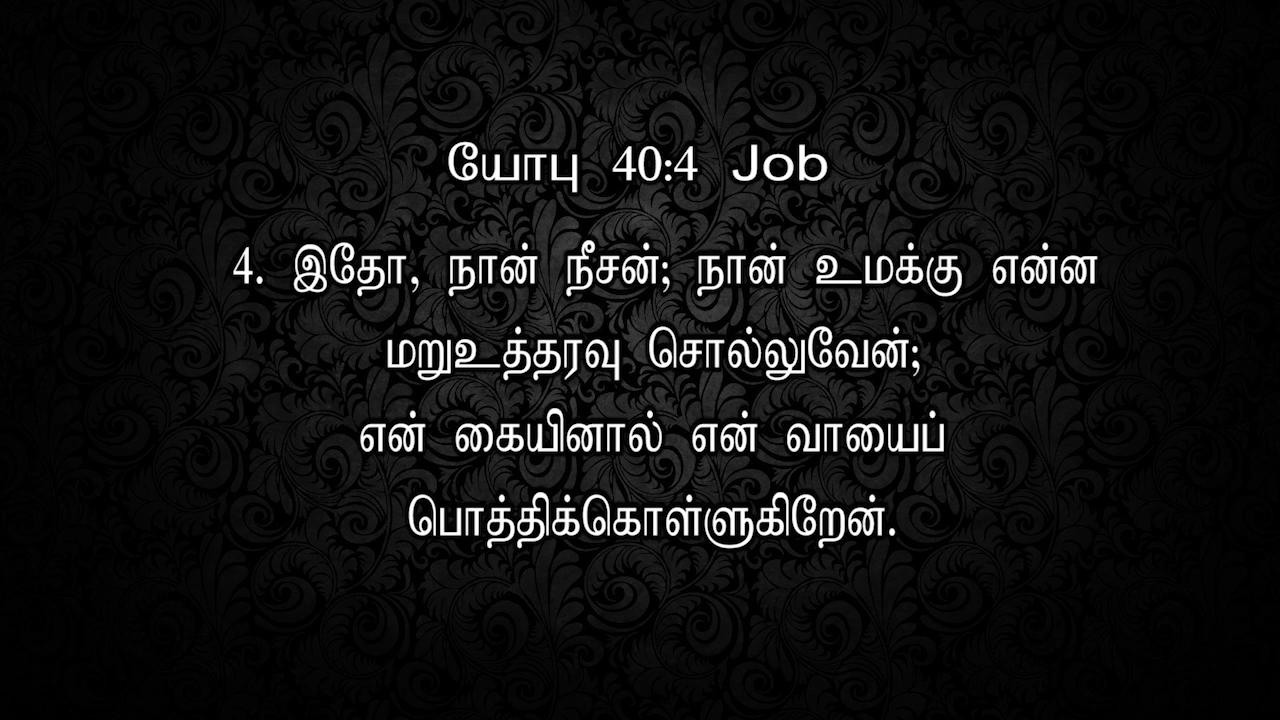 யோபு 40:4 Job
4. இதோ, நான் நீசன்; நான் உமக்கு என்ன
மறுஉத்தரவு சொல்லுவேன்;
என் கையினால் என் வாயைப்
பொத்திக்கொள்ளுகிறேன்.